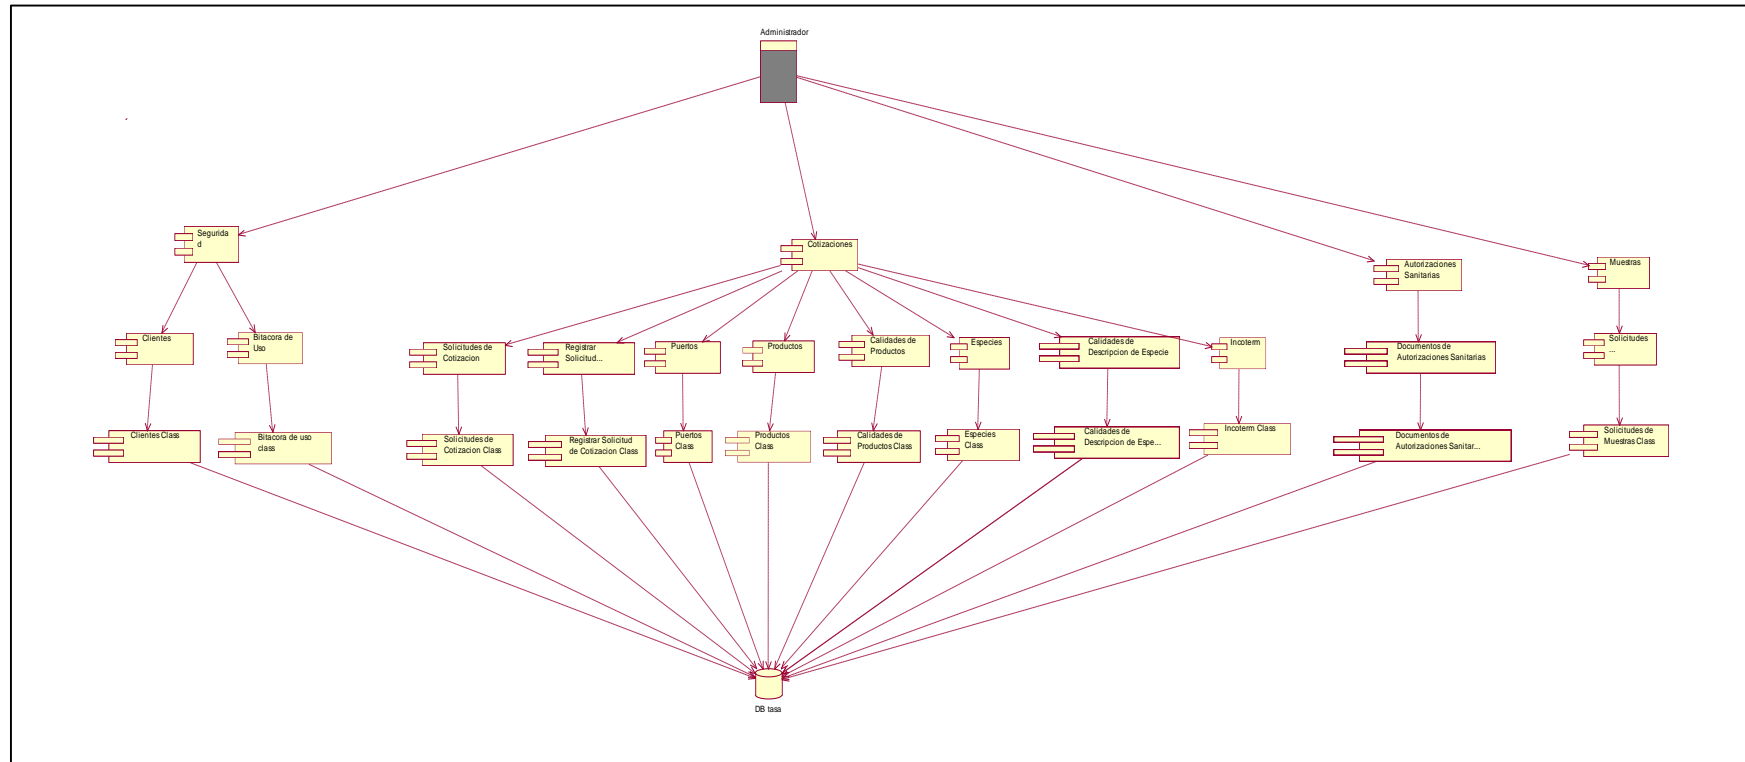 Administrador
Segurida
d
Cotizaciones
Autorizaciones
Sanitarias
Muestras
Clientes
Bitacora de
Uso
Solicitudes de
Cotizacion
Registrar
Solicitud...
Puertos
Productos
Calidades de
Productos
Especies
Calidades de
Descripcion de Especie
Incoterm
Documentos de
Autorizaciones Sanitarias
Solicitudes
...
Clientes Class
Bitacora de uso
class
Solicitudes de
Cotizacion Class
Registrar Solicitud
de Cotizacion Class
Puertos
Class
Productos
Class
Calidades de
Productos Class
Especies
Class
Calidades de
Descripcion de Espe...
Incoterm Class
Documentos de
Autorizaciones Sanitar...
Solicitudes de
Muestras Class
DB tasa